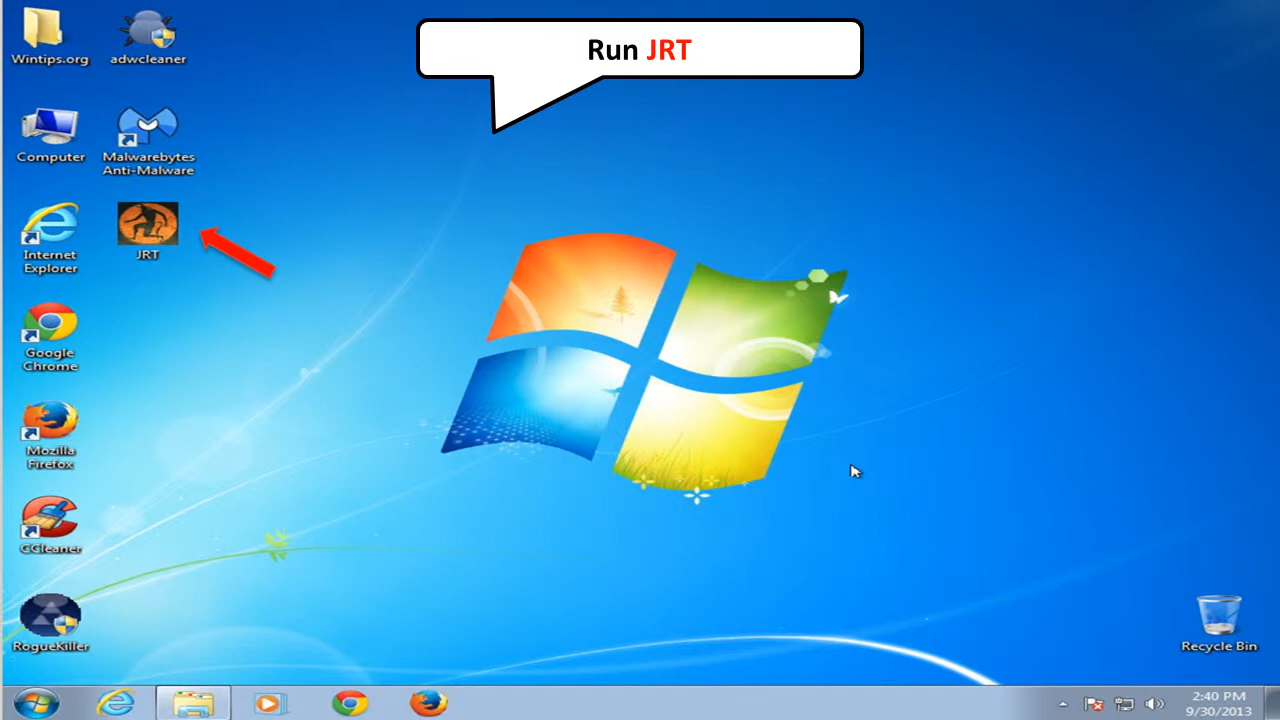 Run JRT
Wintips.org
adwcleaner
Computer
Malwarebytes
Anti-Malware
Internet
Explorer
JRT
Google
Chrome
Mozilla
Firefox
CCleaner
RogueKiller
Recycle Bin
2:40 PM
9/30/2013